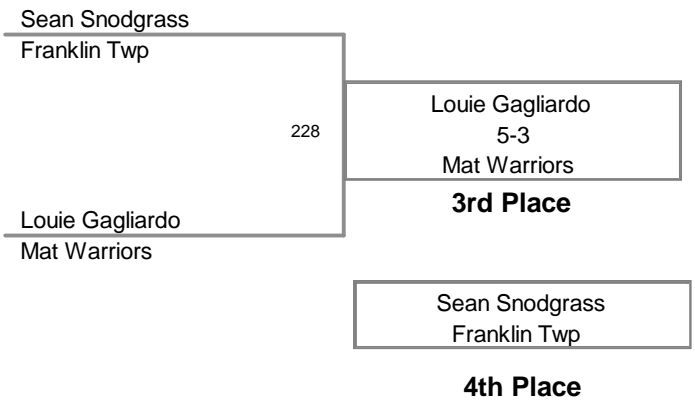 Sean Snodgrass
Franklin Twp
228
Louie Gagliardo
5-3
Mat Warriors
3rd Place
Louie Gagliardo
Mat Warriors
Sean Snodgrass
Franklin Twp
4th Place